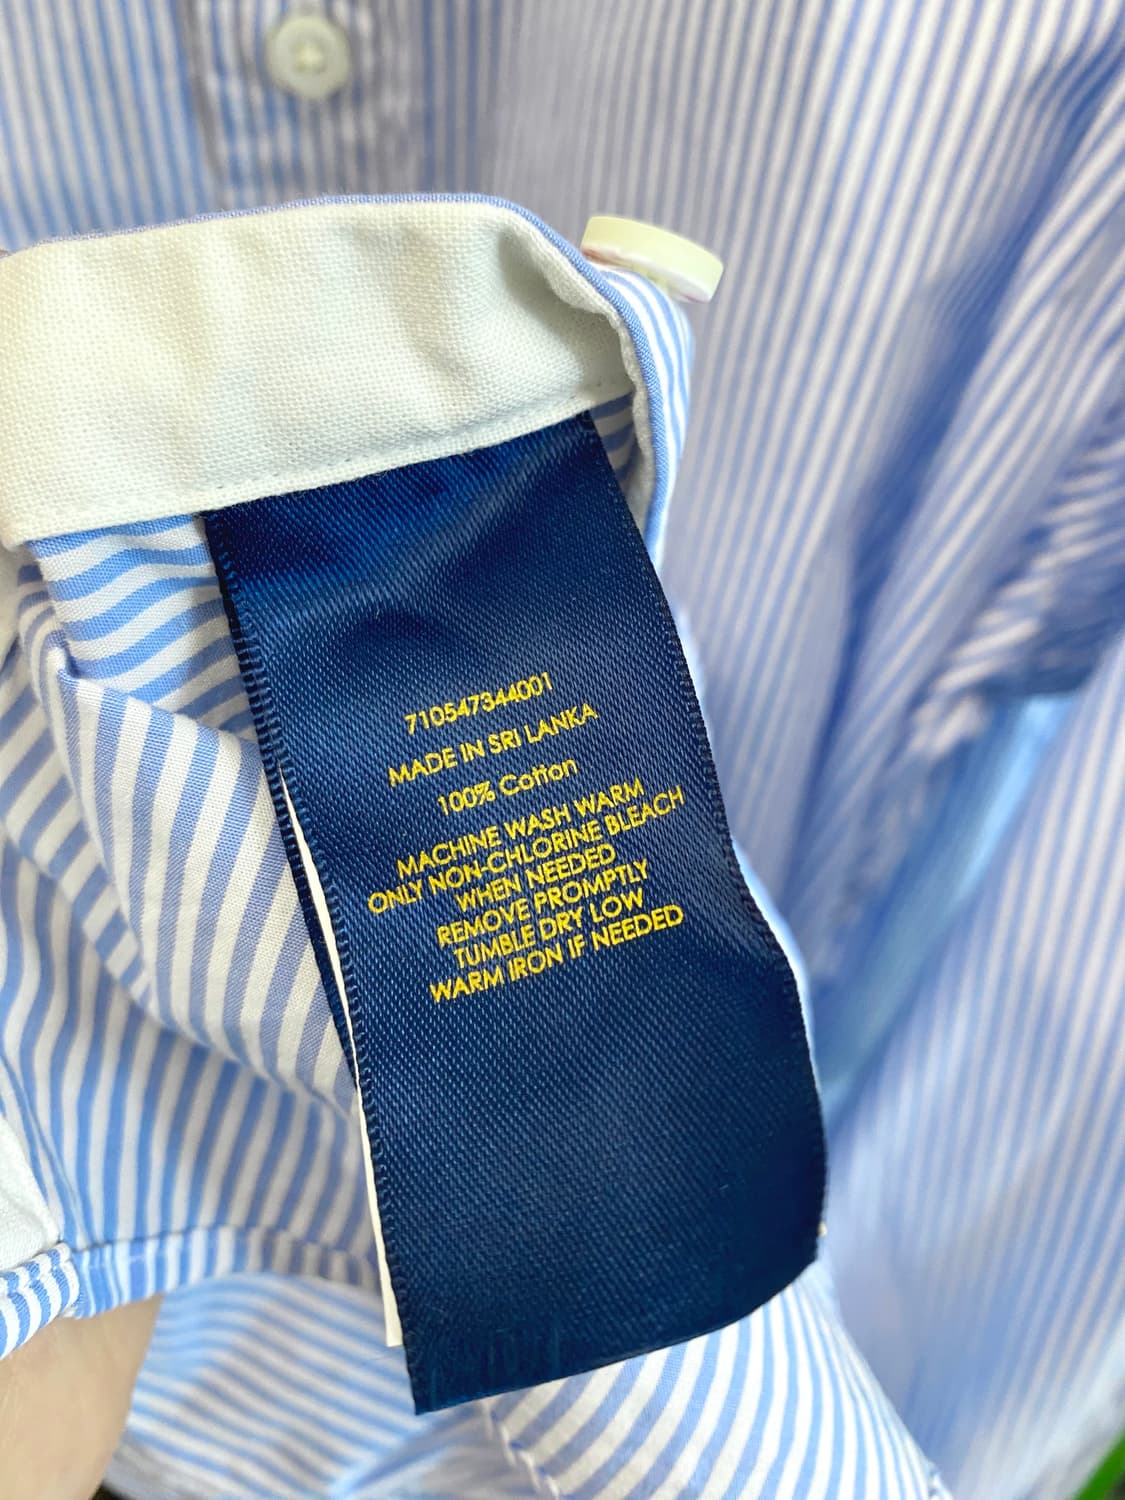 710547344001
MADE IN SRI LANKA
100% Cotton
MACHINE WASH WARM
ONLY NON-CHLORINE BLEACH
WHEN NEEDED
REMOVE PROMPTLY
TUMBLE DRY LOW
WARM IRON IF NEEDED